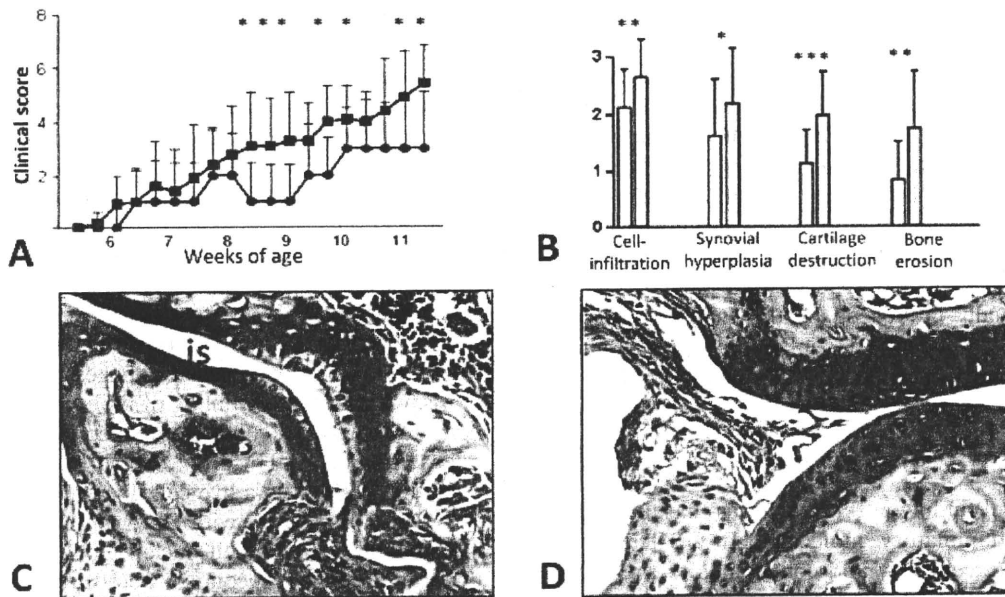 8
6
4
2
Clinical score
* * * * * * *
6 7 8 9 10 11
Weeks of age
A
3
2
1
0
** * *** **
Cell-
infiltration
Synovial
hyperplasia
Cartilage
destruction
Bone
erosion
B
is
C
D